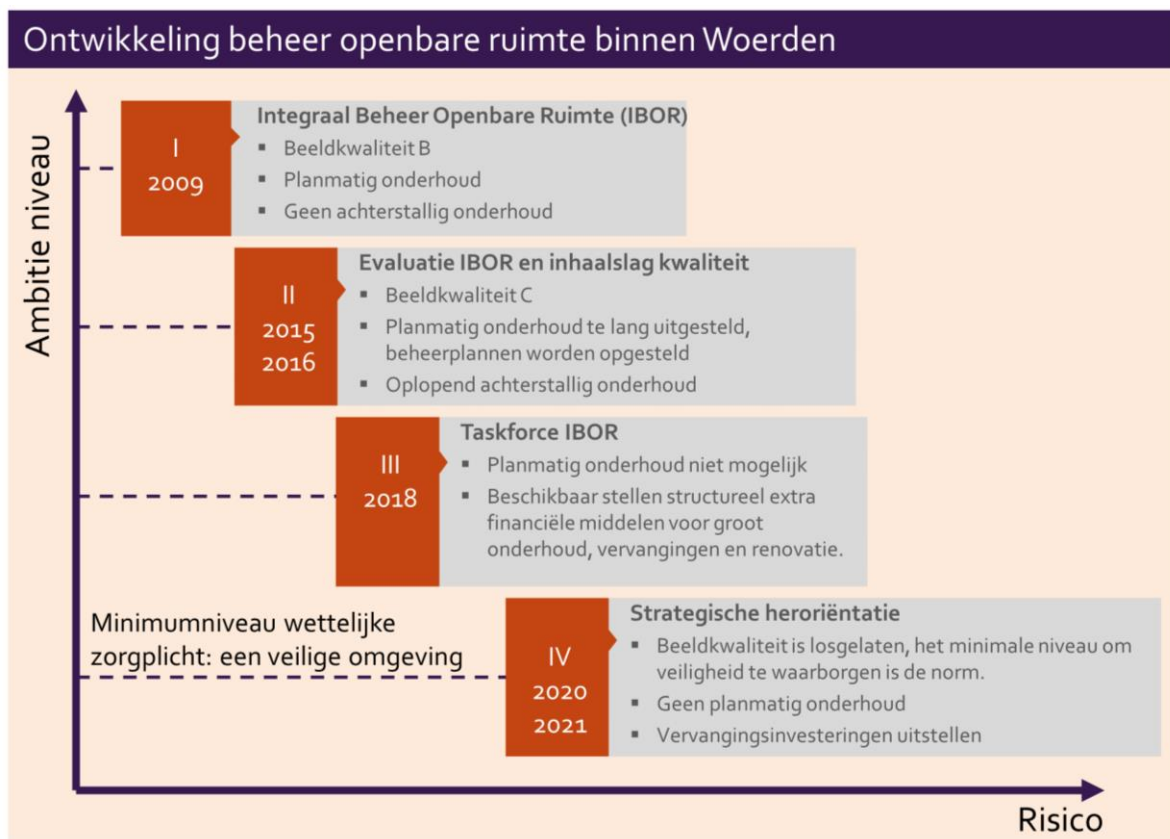 Ontwikkeling beheer openbare ruimte binnen Woerden
Ambitie niveau
I
2009
Integraal Beheer Openbare Ruimte (IBOR)
▪ Beeldkwaliteit B
▪ Planmatig onderhoud
▪ Geen achterstallig onderhoud
II
2015
2016
Evaluatie IBOR en inhaalslag kwaliteit
▪ Beeldkwaliteit C
▪ Planmatig onderhoud te lang uitgesteld,
beheerplannen worden opgesteld
▪ Oplopend achterstallig onderhoud
III
2018
Taskforce IBOR
▪ Planmatig onderhoud niet mogelijk
▪ Beschikbaar stellen structureel extra
financiële middelen voor groot
onderhoud, vervangingen en renovatie.
Minimumniveau wettelijke
zorgplicht: een veilige omgeving
IV
2020
2021
Strategische heroriëntatie
▪ Beeldkwaliteit is losgelaten, het minimale niveau om
veiligheid te waarborgen is de norm.
▪ Geen planmatig onderhoud
▪ Vervangingsinvesteringen uitstellen
Risico